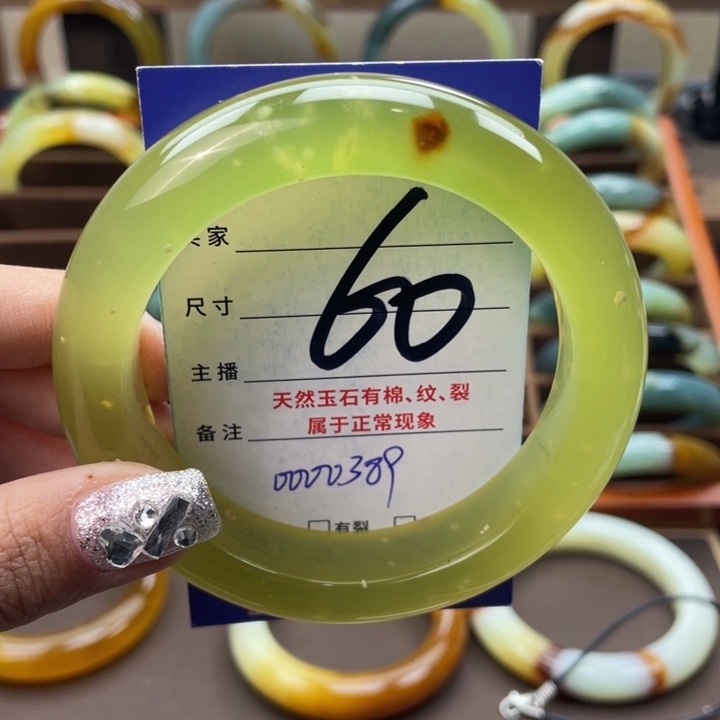 家
尺寸
60
主播
天然玉石有棉、纹、裂
属于正常现象
备注
0000389
有裂